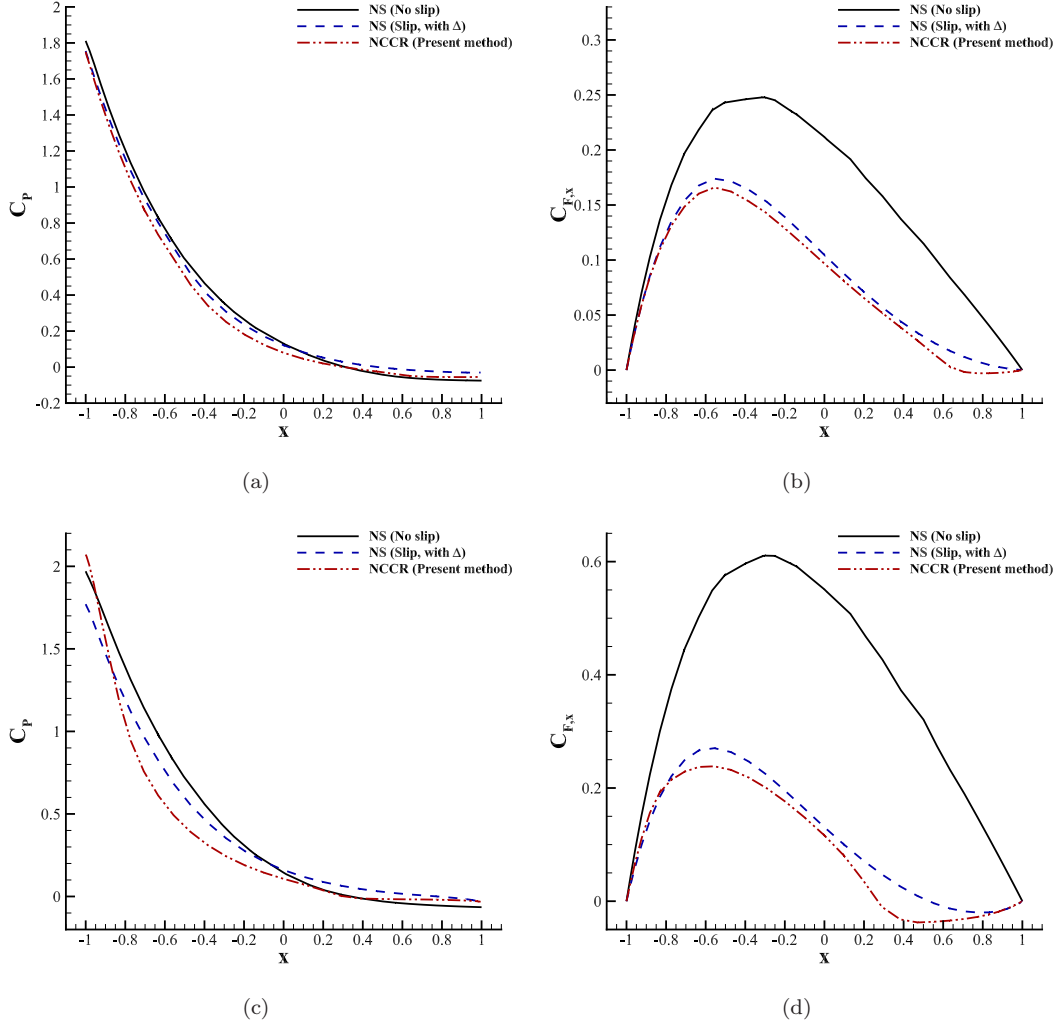 NS (No slip)
NS (Slip, with Δ)
NCCR (Present method)
2
1.8
1.6
1.4
1.2
1
0.8
0.6
0.4
0.2
0
-0.2
C_P
-1 -0.8 -0.6 -0.4 -0.2 0 0.2 0.4 0.6 0.8 1
x
(a)
NS (No slip)
NS (Slip, with Δ)
NCCR (Present method)
0.3
0.25
0.2
0.15
0.1
0.05
0
C_F,x
-1 -0.8 -0.6 -0.4 -0.2 0 0.2 0.4 0.6 0.8 1
x
(b)
NS (No slip)
NS (Slip, with Δ)
NCCR (Present method)
2
1.5
1
0.5
0
C_P
-1 -0.8 -0.6 -0.4 -0.2 0 0.2 0.4 0.6 0.8 1
x
(c)
NS (No slip)
NS (Slip, with Δ)
NCCR (Present method)
0.6
0.4
0.2
0
C_F,x
-1 -0.8 -0.6 -0.4 -0.2 0 0.2 0.4 0.6 0.8 1
x
(d)